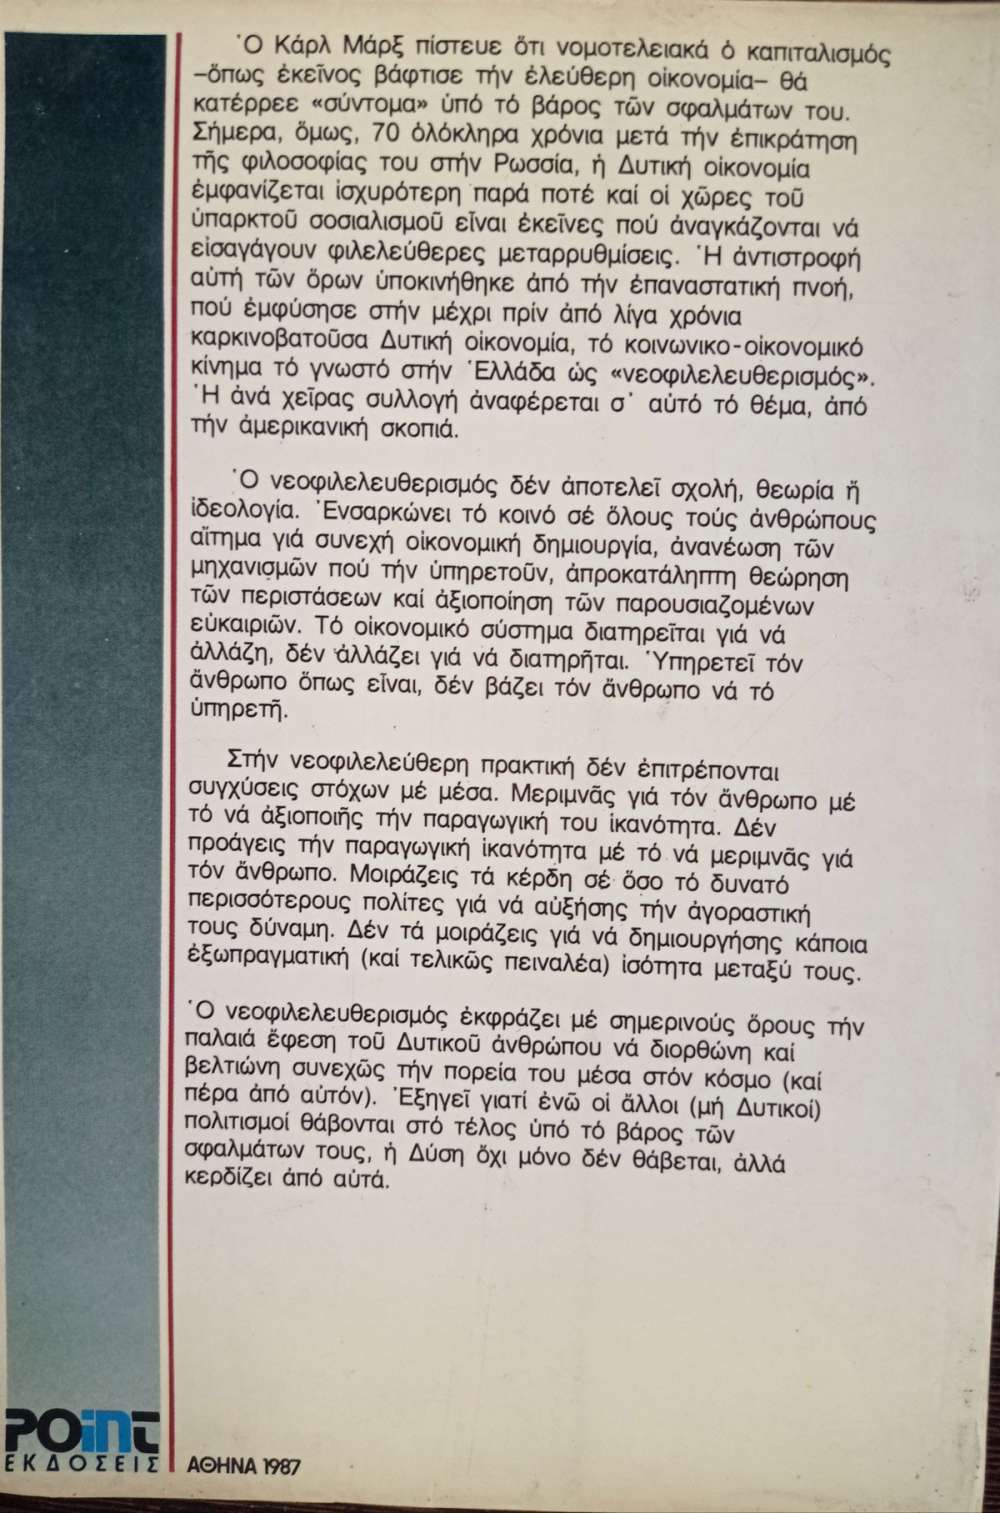 Ὁ Κάρλ Μάρξ πίστευε ὅτι νομοτελειακά ὁ καπιταλισμός
–ὅπως ἐκεῖνος βάφτισε τήν ἐλεύθερη οἰκονομία– θά
κατέρρεε «σύντομα» ὑπό τό βάρος τῶν σφαλμάτων του.
Σήμερα, ὅμως, 70 ὁλόκληρα χρόνια μετά τήν ἐπικράτηση
τῆς φιλοσοφίας του στήν Ρωσσία, ἡ Δυτική οἰκονομία
ἐμφανίζεται ἰσχυρότερη παρά ποτέ καί οἱ χῶρες τοῦ
ὑπαρκτοῦ σοσιαλισμοῦ εἶναι ἐκεῖνες πού ἀναγκάζονται νά
εἰσαγάγουν φιλελεύθερες μεταρρυθμίσεις. Ἡ ἀντιστροφή
αὐτή τῶν ὅρων ὑποκινήθηκε ἀπό τήν ἐπαναστατική πνοή,
πού ἐμφύσησε στήν μέχρι πρίν ἀπό λίγα χρόνια
καρκινοβατοῦσα Δυτική οἰκονομία, τό κοινωνικο-οἰκονομικό
κίνημα τό γνωστό στήν Ἑλλάδα ὡς «νεοφιλελευθερισμός».
Ἡ ἀνά χεῖρας συλλογή ἀναφέρεται σ᾿ αὐτό τό θέμα, ἀπό
τήν ἀμερικανική σκοπιά.
Ὁ νεοφιλελευθερισμός δέν ἀποτελεῖ σχολή, θεωρία ἤ
ἰδεολογία. Ἐνσαρκώνει τό κοινό σέ ὅλους τούς ἀνθρώπους
αἴτημα γιά συνεχή οἰκονομική δημιουργία, ἀνανέωση τῶν
μηχανισμῶν πού τήν ὑπηρετοῦν, ἀπροκατάληπτη θεώρηση
τῶν περιστάσεων καί ἀξιοποίηση τῶν παρουσιαζομένων
εὐκαιριῶν. Τό οἰκονομικό σύστημα διατηρεῖται γιά νά
ἀλλάζη, δέν ἀλλάζει γιά νά διατηρῆται. Ὑπηρετεῖ τόν
ἄνθρωπο ὅπως εἶναι, δέν βάζει τόν ἄνθρωπο νά τό
ὑπηρετῆ.
Στήν νεοφιλελεύθερη πρακτική δέν ἐπιτρέπονται
συγχύσεις στόχων μέ μέσα. Μεριμνᾶς γιά τόν ἄνθρωπο μέ
τό νά ἀξιοποιῆς τήν παραγωγική του ἱκανότητα. Δέν
προάγεις τήν παραγωγική ἱκανότητα μέ τό νά μεριμνᾶς γιά
τόν ἄνθρωπο. Μοιράζεις τά κέρδη σέ ὅσο τό δυνατό
περισσότερους πολίτες γιά νά αὐξήσης τήν ἀγοραστική
τους δύναμη. Δέν τά μοιράζεις γιά νά δημιουργήσης κάποια
ἐξωπραγματική (καί τελικῶς πειναλέα) ἰσότητα μεταξύ τους.
Ὁ νεοφιλελευθερισμός ἐκφράζει μέ σημερινούς ὅρους τήν
παλαιά ἔφεση τοῦ Δυτικοῦ ἀνθρώπου νά διορθώνη καί
βελτιώνη συνεχῶς τήν πορεία του μέσα στόν κόσμο (καί
πέρα ἀπό αὐτόν). Ἐξηγεῖ γιατί ἐνῶ οἱ ἄλλοι (μή Δυτικοί)
πολιτισμοί θάβονται στό τέλος ὑπό τό βάρος τῶν
σφαλμάτων τους, ἡ Δύση ὄχι μόνο δέν θάβεται, ἀλλά
κερδίζει ἀπό αὐτά.
POINT
ΕΚΔΟΣΕΙΣ
ΑΘΗΝΑ 1987